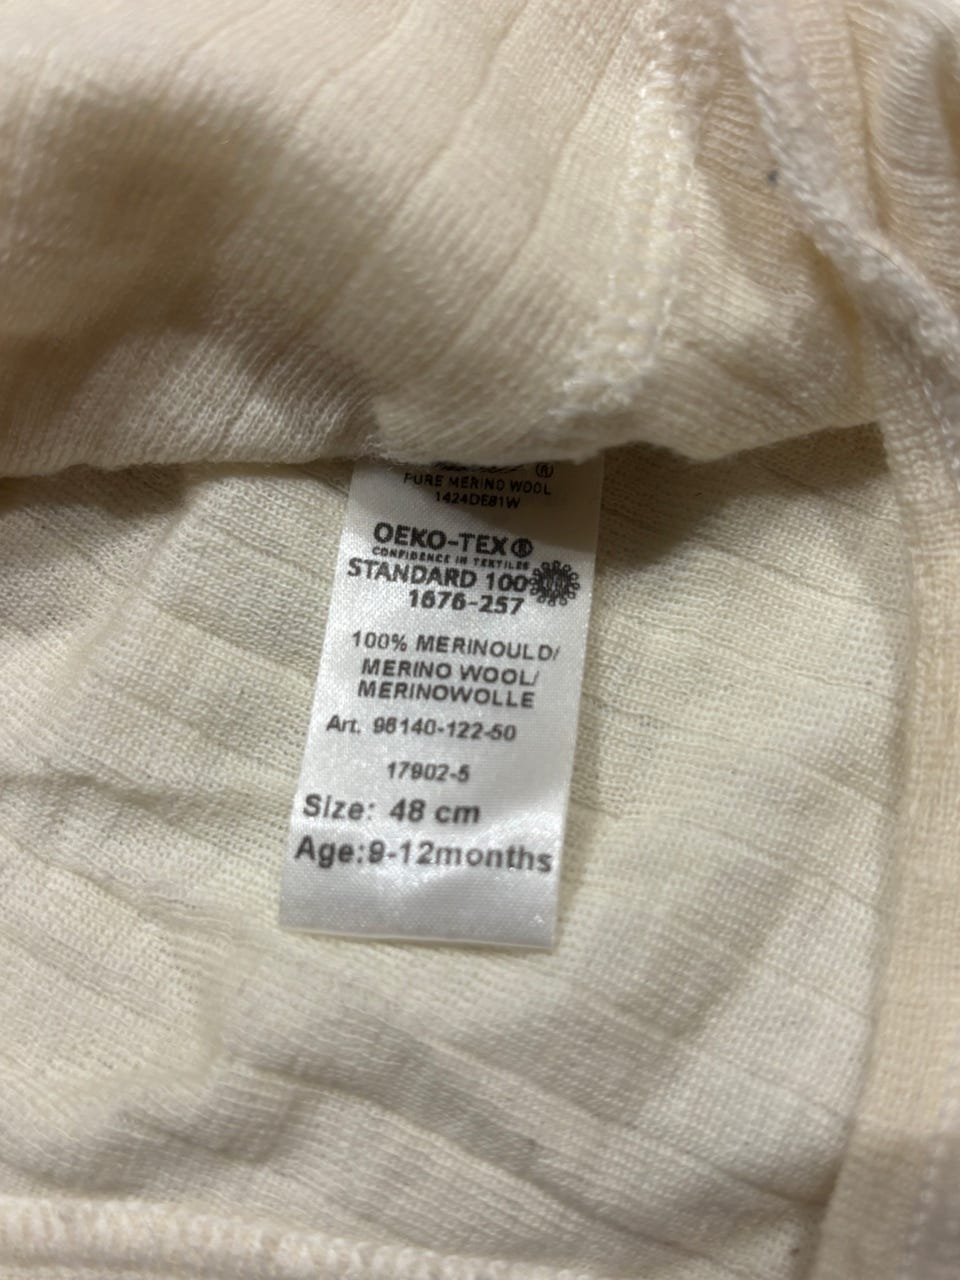 PURE MERINO WOOL
1424DE81W
OEKO-TEX®
CONFIDENCE IN TEXTILES
STANDARD 100
1676-257
100% MERINOULD/
MERINO WOOL/
MERINOWOLLE
Art. 98140-122-50
17902-5
Size: 48 cm
Age:9-12months